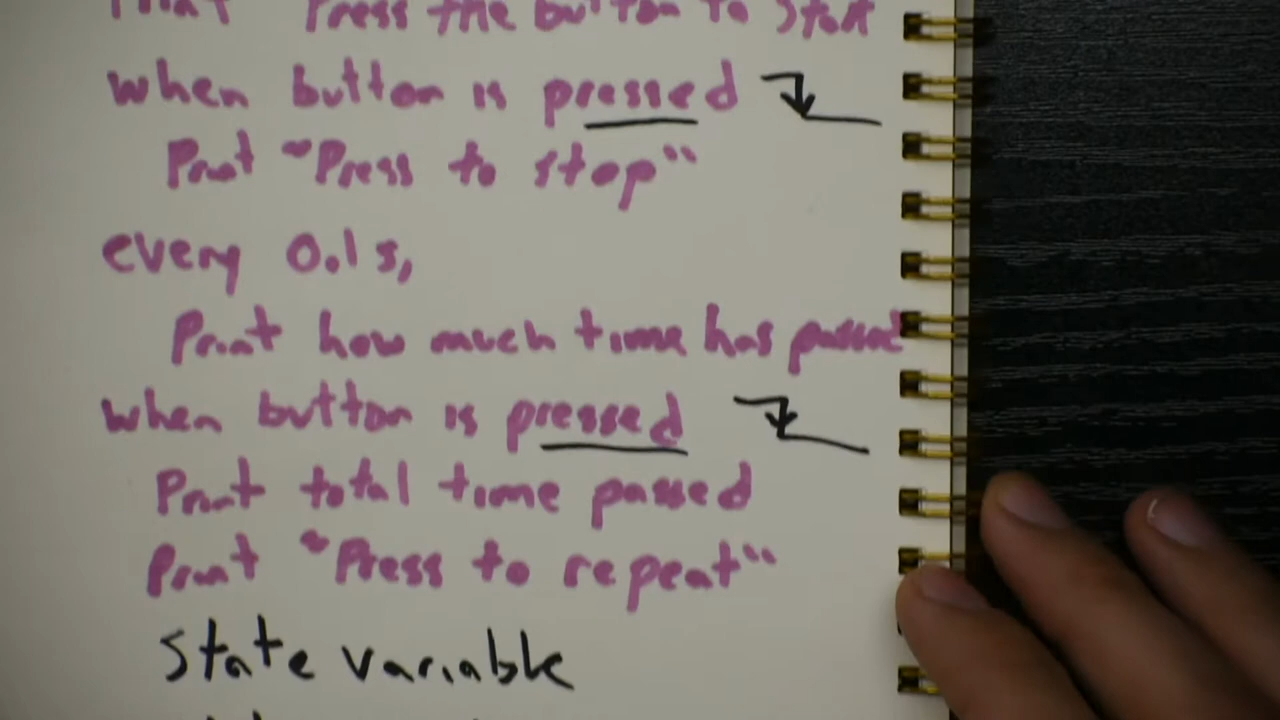 Print "Press the button to start
when button is pressed
Print "Press to stop"
every 0.1s,
Print how much time has passed
when button is pressed
Print total time passed
Print "Press to repeat"
state variable